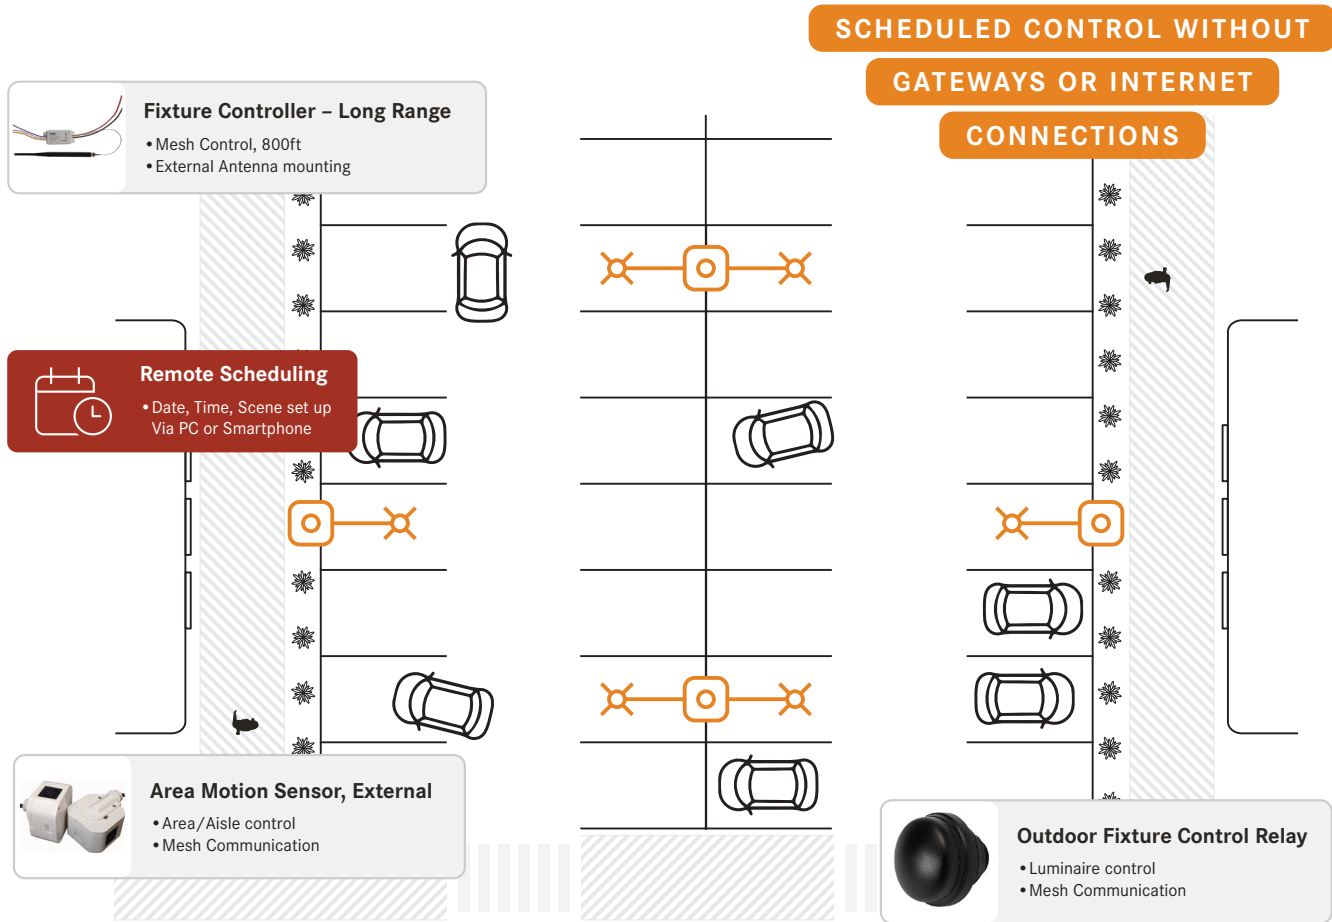 SCHEDULED CONTROL WITHOUT
GATEWAYS OR INTERNET
CONNECTIONS
Fixture Controller – Long Range
• Mesh Control, 800ft
• External Antenna mounting
Remote Scheduling
• Date, Time, Scene set up
Via PC or Smartphone
Area Motion Sensor, External
• Area/Aisle control
• Mesh Communication
Outdoor Fixture Control Relay
• Luminaire control
• Mesh Communication